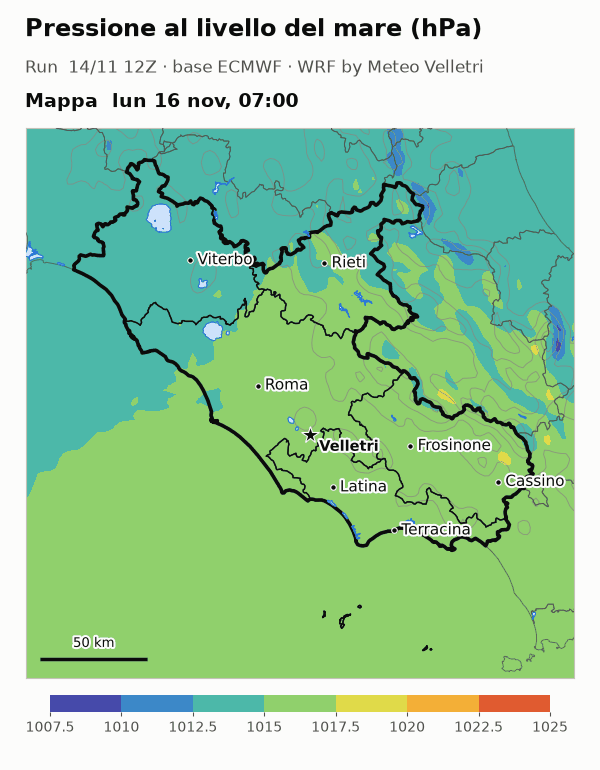 Pressione al livello del mare (hPa)
Run  14/11 12Z · base ECMWF · WRF by Meteo Velletri
Mappa  lun 16 nov, 07:00
Viterbo
Rieti
Roma
Velletri
Frosinone
Latina
Cassino
Terracina
50 km
1007.5 1010 1012.5 1015 1017.5 1020 1022.5 1025